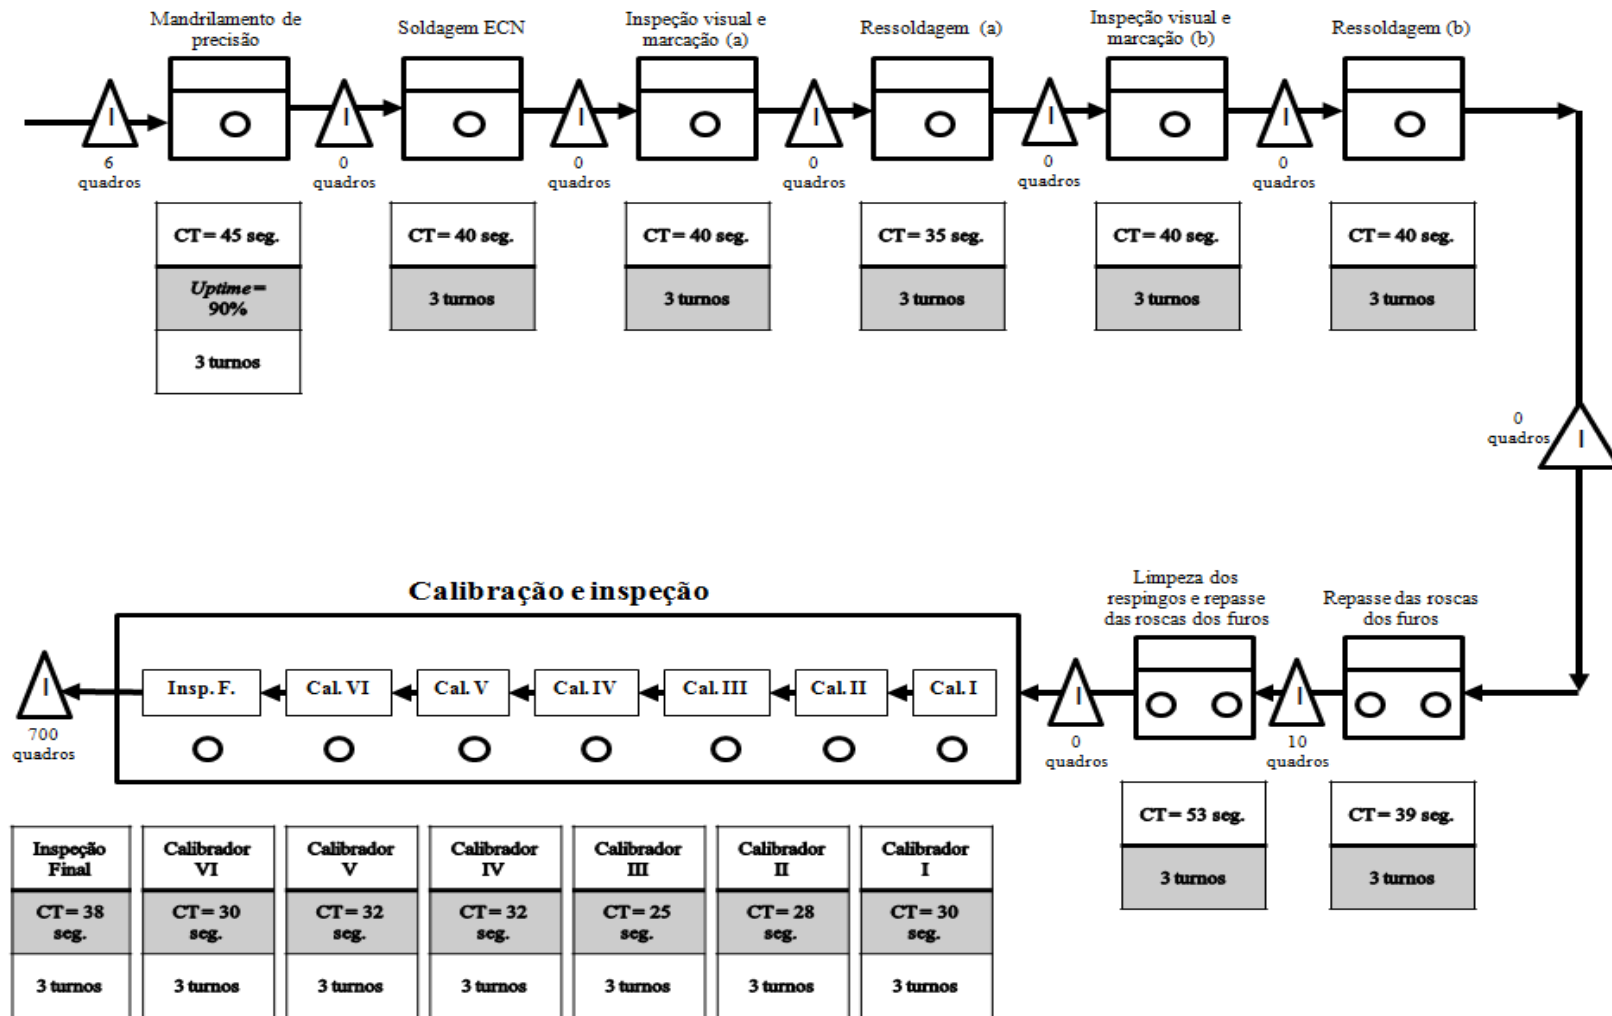 Mandrilamento de
precisão
Soldagem ECN
Inspeção visual e
marcação (a)
Ressoldagem (a)
Inspeção visual e
marcação (b)
Ressoldagem (b)
I
I
I
I
I
I
6
quadros
0
quadros
0
quadros
0
quadros
0
quadros
0
quadros
CT= 45 seg.
Uptime=
90%
3 turnos
CT= 40 seg.
3 turnos
CT= 40 seg.
3 turnos
CT= 35 seg.
3 turnos
CT= 40 seg.
3 turnos
CT= 40 seg.
3 turnos
0
quadros
I
Calibração e inspeção
Limpeza dos
respingos e repasse
das roscas dos furos
Repasse das roscas
dos furos
I
Insp. F.
Cal. VI
Cal. V
Cal. IV
Cal. III
Cal. II
Cal. I
I
I
700
quadros
0
quadros
10
quadros
CT= 53 seg.
3 turnos
CT= 39 seg.
3 turnos
Inspeção
Final
CT= 38
seg.
3 turnos
Calibrador
VI
CT= 30
seg.
3 turnos
Calibrador
V
CT= 32
seg.
3 turnos
Calibrador
IV
CT= 32
seg.
3 turnos
Calibrador
III
CT= 25
seg.
3 turnos
Calibrador
II
CT= 28
seg.
3 turnos
Calibrador
I
CT= 30
seg.
3 turnos